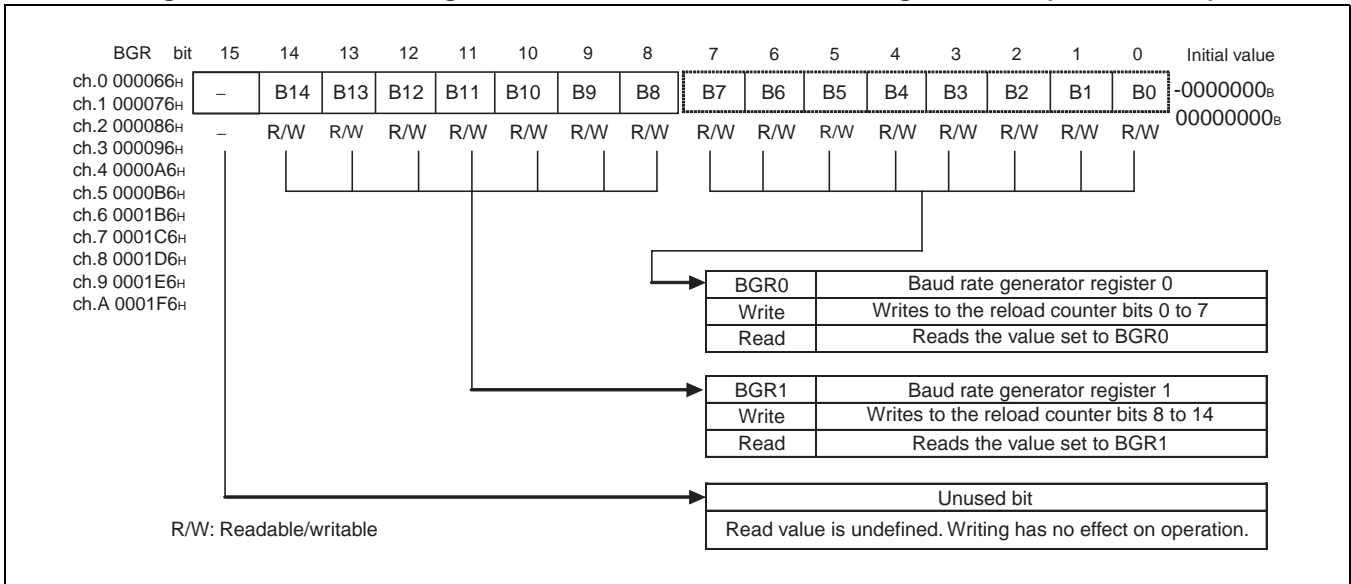 BGR bit 15 14 13 12 11 10 9 8 7 6 5 4 3 2 1 0 Initial value
ch.0 000066H
ch.1 000076H
ch.2 000086H
ch.3 000096H
ch.4 0000A6H
ch.5 0000B6H
ch.6 0001B6H
ch.7 0001C6H
ch.8 0001D6H
ch.9 0001E6H
ch.A 0001F6H
– B14 B13 B12 B11 B10 B9 B8 B7 B6 B5 B4 B3 B2 B1 B0 -0000000B
00000000B
– R/W R/W R/W R/W R/W R/W R/W R/W R/W R/W R/W R/W R/W R/W R/W
BGR0 Baud rate generator register 0
Write Writes to the reload counter bits 0 to 7
Read Reads the value set to BGR0
BGR1 Baud rate generator register 1
Write Writes to the reload counter bits 8 to 14
Read Reads the value set to BGR1
Unused bit
Read value is undefined. Writing has no effect on operation.
R/W: Readable/writable